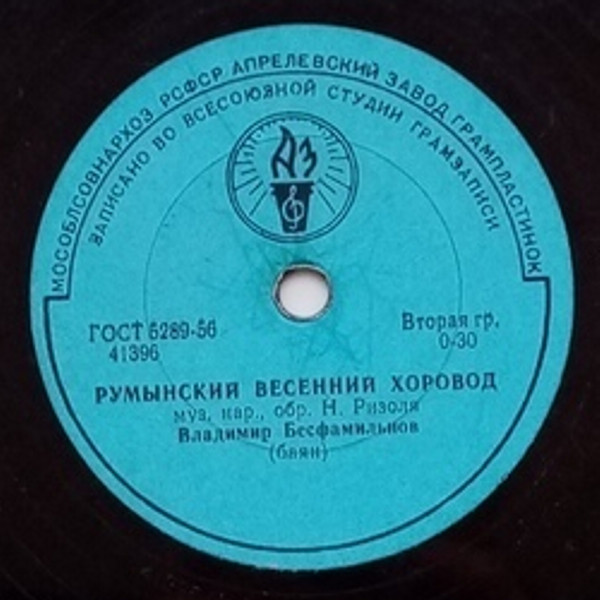 МОСОБЛСОВНАРХОЗ РСФСР АПРЕЛЕВСКИЙ ЗАВОД ГРАМПЛАСТИНОК
ЗАПИСАНО ВО ВСЕСОЮЗНОЙ СТУДИИ ГРАМЗАПИСИ
АЗ
ГОСТ 5289-56
Вторая гр.
41396
0-30
РУМЫНСКИЙ ВЕСЕННИЙ ХОРОВОД
муз. нар., обр. Н. Ризоля
Владимир Бесфамильнов
(баян)